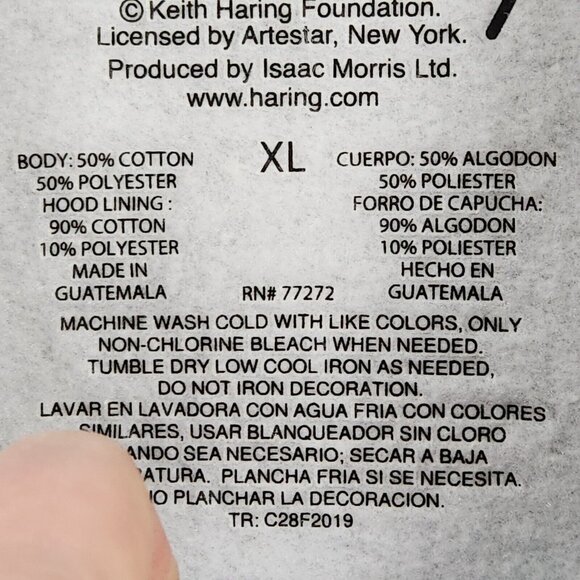 © Keith Haring Foundation.
Licensed by Artestar, New York.
Produced by Isaac Morris Ltd.
www.haring.com
XL
BODY: 50% COTTON
50% POLYESTER
HOOD LINING :
90% COTTON
10% POLYESTER
MADE IN
GUATEMALA
CUERPO: 50% ALGODON
50% POLIESTER
FORRO DE CAPUCHA:
90% ALGODON
10% POLIESTER
HECHO EN
GUATEMALA
RN# 77272
MACHINE WASH COLD WITH LIKE COLORS, ONLY
NON-CHLORINE BLEACH WHEN NEEDED.
TUMBLE DRY LOW COOL IRON AS NEEDED,
DO NOT IRON DECORATION.
LAVAR EN LAVADORA CON AGUA FRIA CON COLORES
SIMILARES, USAR BLANQUEADOR SIN CLORO
SEA NECESARIO; SECAR A BAJA
PLANCHA FRIA SI SE NECESITA.
PLANCHAR LA DECORACION.
TR: C28F2019